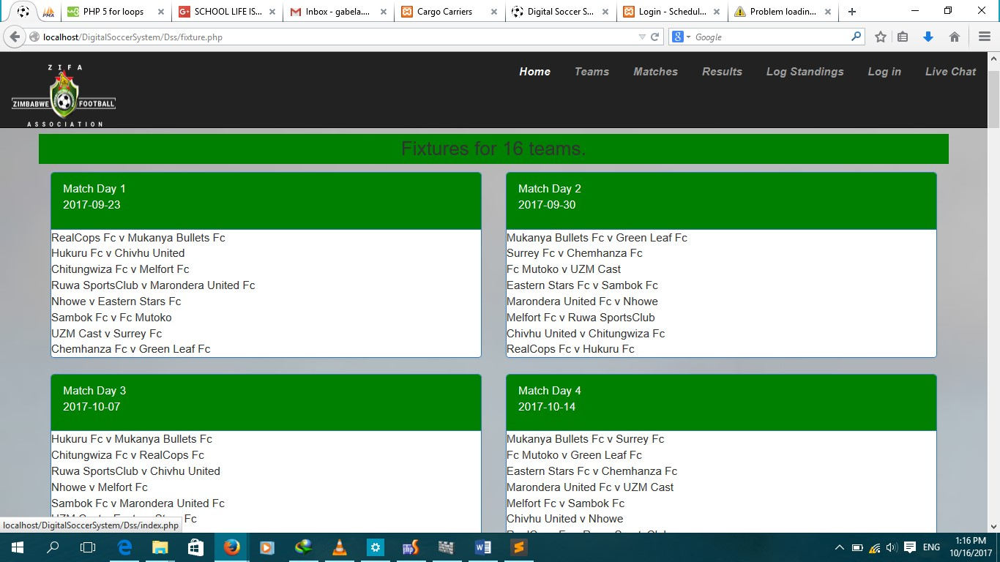 PHP 5 for loops
SCHOOL LIFE IS...
Inbox - gabela....
Cargo Carriers
Digital Soccer S...
Login - Schedul...
Problem loadin...
localhost/DigitalSoccerSystem/Dss/fixture.php
Google
ZIFA
ZIMBABWE FOOTBALL
ASSOCIATION
Home Teams Matches Results Log Standings Log in Live Chat
Fixtures for 16 teams.
Match Day 1
2017-09-23
RealCops Fc v Mukanya Bullets Fc
Hukuru Fc v Chivhu United
Chitungwiza Fc v Melfort Fc
Ruwa SportsClub v Marondera United Fc
Nhowe v Eastern Stars Fc
Sambok Fc v Fc Mutoko
UZM Cast v Surrey Fc
Chemhanza Fc v Green Leaf Fc
Match Day 2
2017-09-30
Mukanya Bullets Fc v Green Leaf Fc
Surrey Fc v Chemhanza Fc
Fc Mutoko v UZM Cast
Eastern Stars Fc v Sambok Fc
Marondera United Fc v Nhowe
Melfort Fc v Ruwa SportsClub
Chivhu United v Chitungwiza Fc
RealCops Fc v Hukuru Fc
Match Day 3
2017-10-07
Hukuru Fc v Mukanya Bullets Fc
Chitungwiza Fc v RealCops Fc
Ruwa SportsClub v Chivhu United
Nhowe v Melfort Fc
Sambok Fc v Marondera United Fc
Fc
Match Day 4
2017-10-14
Mukanya Bullets Fc v Surrey Fc
Fc Mutoko v Green Leaf Fc
Eastern Stars Fc v Chemhanza Fc
Marondera United Fc v UZM Cast
Melfort Fc v Sambok Fc
Chivhu United v Nhowe
localhost/DigitalSoccerSystem/Dss/index.php
ENG
1:16 PM
10/16/2017